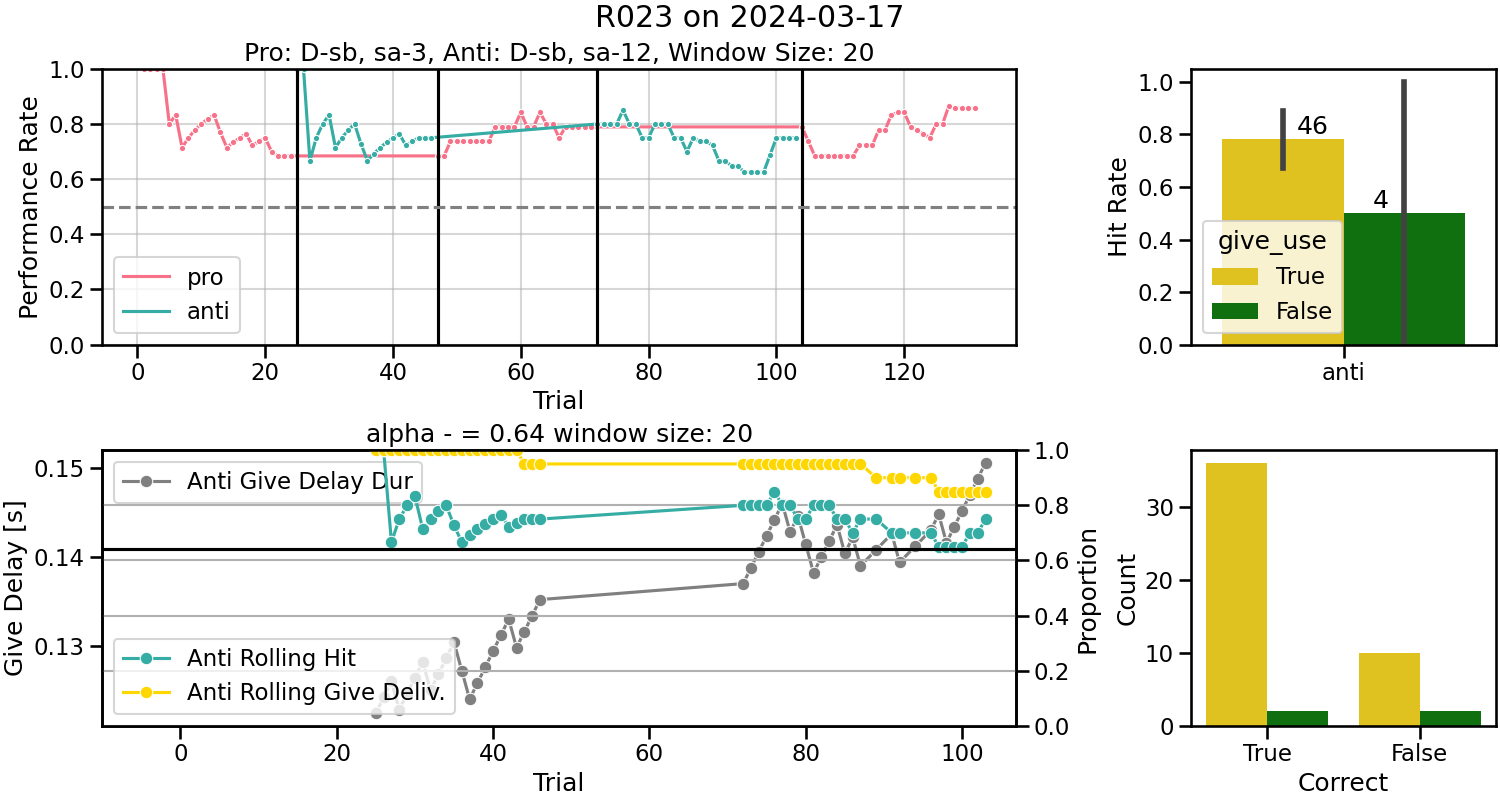 R023 on 2024-03-17
Pro: D-sb, sa-3, Anti: D-sb, sa-12, Window Size: 20
Performance Rate
1.0
0.8
0.6
0.4
0.2
0.0
pro
anti
0 20 40 60 80 100 120
Trial
Hit Rate
1.0
0.8
0.6
0.4
0.2
0.0
46
4
give_use
True
False
anti
alpha - = 0.64 window size: 20
Give Delay [s]
0.15
0.14
0.13
Anti Give Delay Dur
Anti Rolling Hit
Anti Rolling Give Deliv.
0 20 40 60 80 100
Trial
1.0
0.8
0.6
0.4
0.2
0.0
Proportion
Count
30
20
10
0
True False
Correct